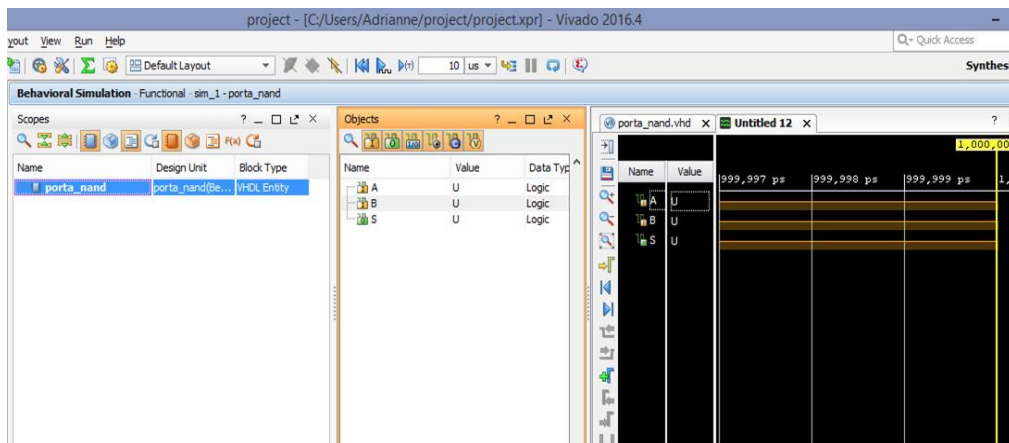 project - [C:/Users/Adrianne/project/project.xpr] - Vivado 2016.4
yout View Run Help
Quick Access
Default Layout
10 us
Synthes
Behavioral Simulation - Functional - sim_1 - porta_nand
Scopes
Name Design Unit Block Type
porta_nand porta_nand(Be... VHDL Entity
Objects
Name Value Data Typ
A U Logic
B U Logic
S U Logic
porta_nand.vhd Untitled 12
1,000,00
Name Value
999,997 ps 999,998 ps 999,999 ps 1,
A U
B U
S U